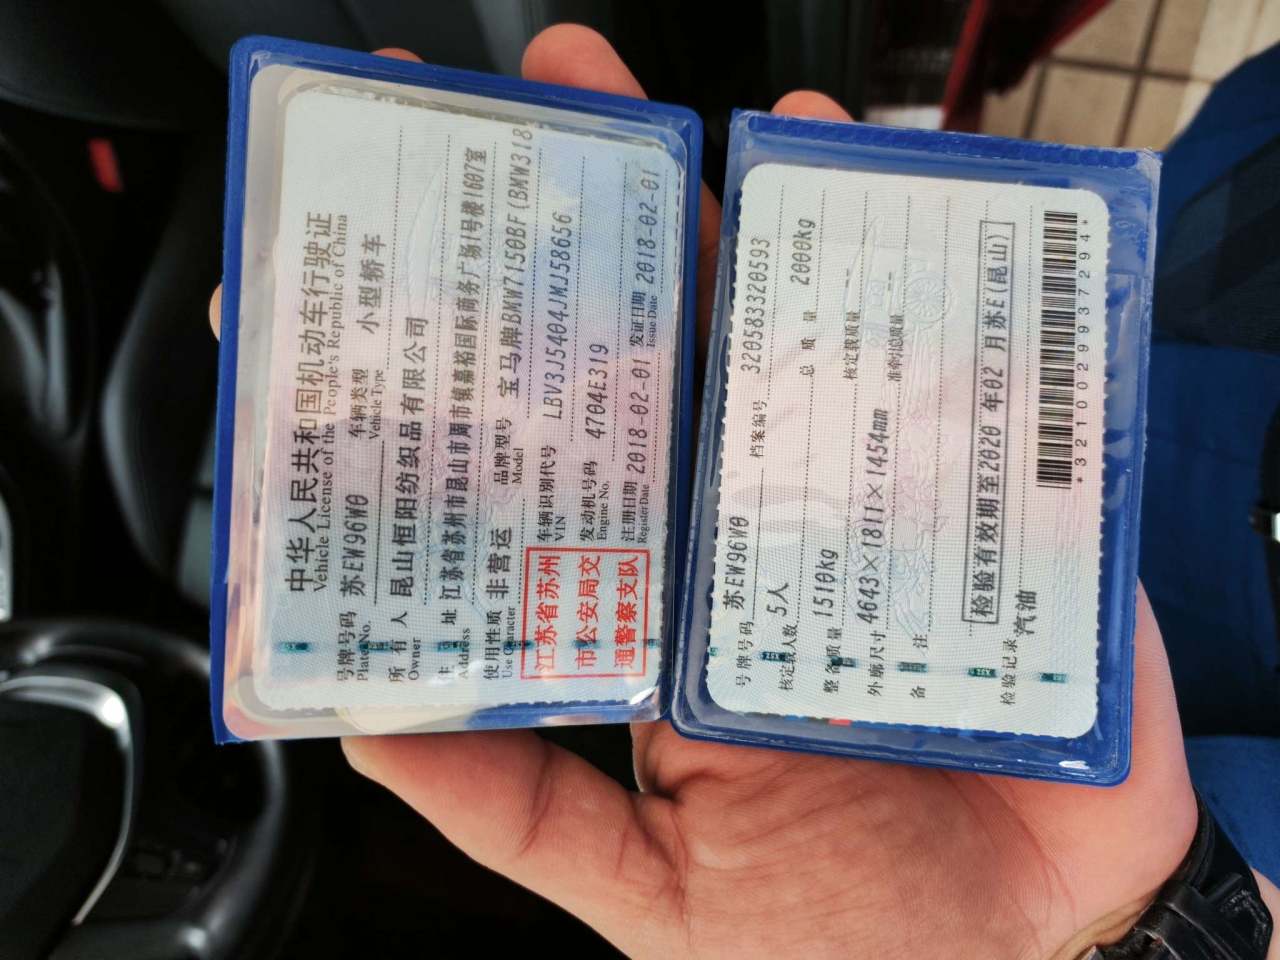 中华人民共和国机动车行驶证
Vehicle License of the People's Republic of China
号牌号码 苏EW96W0 车辆类型 小型轿车
Plate No. Vehicle Type
所有人 昆山恒阳纺织品有限公司
Owner
住址 江苏省苏州市昆山市周市镇嘉裕国际商务广场1号楼1607室
Address
使用性质 非营运 品牌型号 宝马牌BMW7150BF(BMW318
Use Character Model
江苏省苏州
市公安局交
通警察支队
车辆识别代号 LBV3J5404JMJ58656
VIN
发动机号码 4704E319
Engine No.
注册日期 2018-02-01 发证日期 2018-02-01
Register Date Issue Date
号牌号码 苏EW96W0 档案编号 320583320593
核定载人数 5人 总质量 2000kg
整备质量 1510kg 核定载质量
外廓尺寸 4643×1811×1454mm 准牵引总质量
备注
检验有效期至2020年02月苏E(昆山)
检验记录 汽油
*3210029937294*